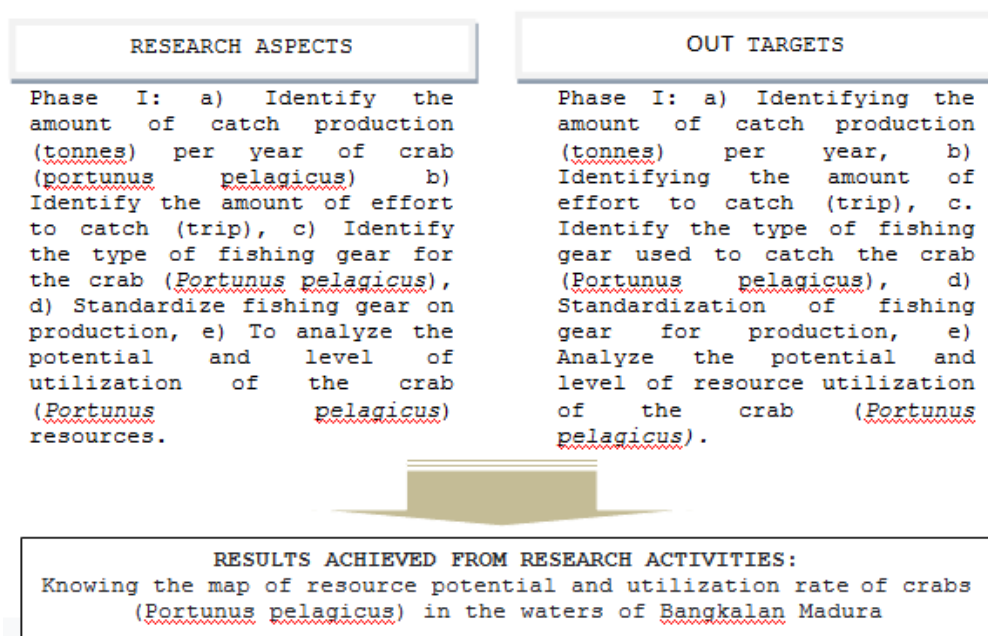 RESEARCH ASPECTS
Phase I: a) Identify the
amount of catch production
(tonnes) per year of crab
(portunus pelagicus) b)
Identify the amount of effort
to catch (trip), c) Identify
the type of fishing gear for
the crab (Portunus pelagicus),
d) Standardize fishing gear on
production, e) To analyze the
potential and level of
utilization of the crab
(Portunus pelagicus)
resources.
OUT TARGETS
Phase I: a) Identifying the
amount of catch production
(tonnes) per year, b)
Identifying the amount of
effort to catch (trip), c.
Identify the type of fishing
gear used to catch the crab
(Portunus pelagicus), d)
Standardization of fishing
gear for production, e)
Analyze the potential and
level of resource utilization
of the crab (Portunus
pelagicus).
RESULTS ACHIEVED FROM RESEARCH ACTIVITIES:
Knowing the map of resource potential and utilization rate of crabs
(Portunus pelagicus) in the waters of Bangkalan Madura